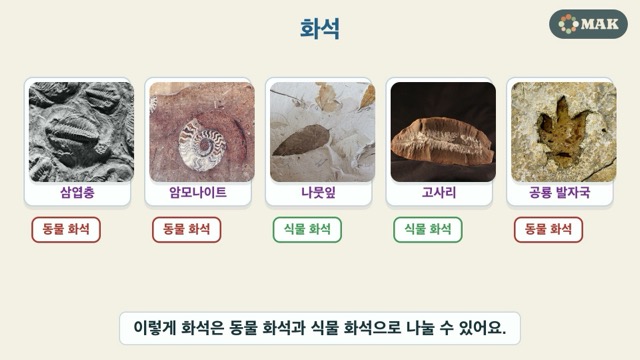 화석
MAK
삼엽충
암모나이트
나뭇잎
고사리
공룡 발자국
동물 화석
동물 화석
식물 화석
식물 화석
동물 화석
이렇게 화석은 동물 화석과 식물 화석으로 나눌 수 있어요.